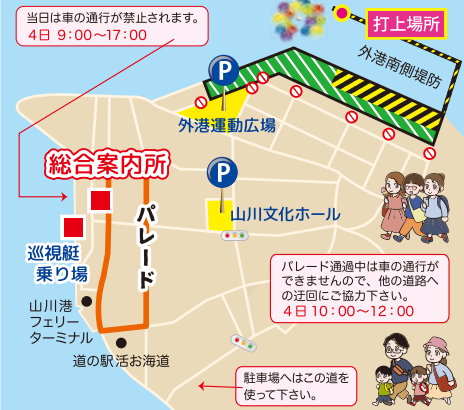 当日は車の通行が禁止されます。
4日 9:00〜17:00
打上場所
外港南側堤防
P
外港運動広場
総合案内所
P
山川文化ホール
パレード
巡視艇
乗り場
パレード通過中は車の通行が
できませんので、他の道路へ
の迂回にご協力下さい。
4日 10:00〜12:00
山川港
フェリー
ターミナル
道の駅 活お海道
駐車場へはこの道を
使って下さい。